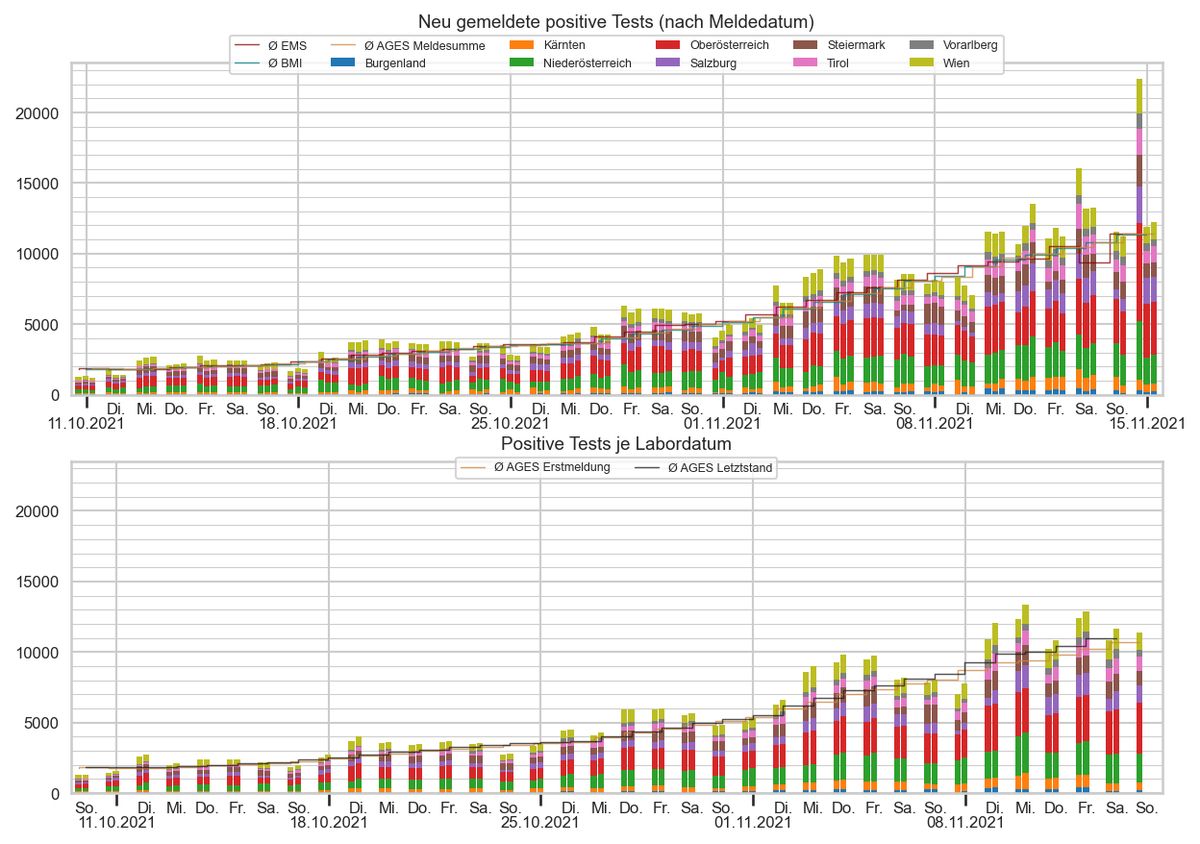 Neu gemeldete positive Tests (nach Meldedatum)
Ø EMS Ø AGES Meldesumme Kärnten Oberösterreich Steiermark Vorarlberg
Ø BMI Burgenland Niederösterreich Salzburg Tirol Wien
20000
15000
10000
5000
0
Di. Mi. Do. Fr. Sa. So. Di. Mi. Do. Fr. Sa. So. Di. Mi. Do. Fr. Sa. So. Di. Mi. Do. Fr. Sa. So. Di. Mi. Do. Fr. Sa. So.
11.10.2021 18.10.2021 25.10.2021 01.11.2021 08.11.2021 15.11.2021
Positive Tests je Labordatum
Ø AGES Erstmeldung Ø AGES Letztstand
20000
15000
10000
5000
0
So. Di. Mi. Do. Fr. Sa. So. Di. Mi. Do. Fr. Sa. So. Di. Mi. Do. Fr. Sa. So. Di. Mi. Do. Fr. Sa. So. Di. Mi. Do. Fr. Sa. So.
11.10.2021 18.10.2021 25.10.2021 01.11.2021 08.11.2021